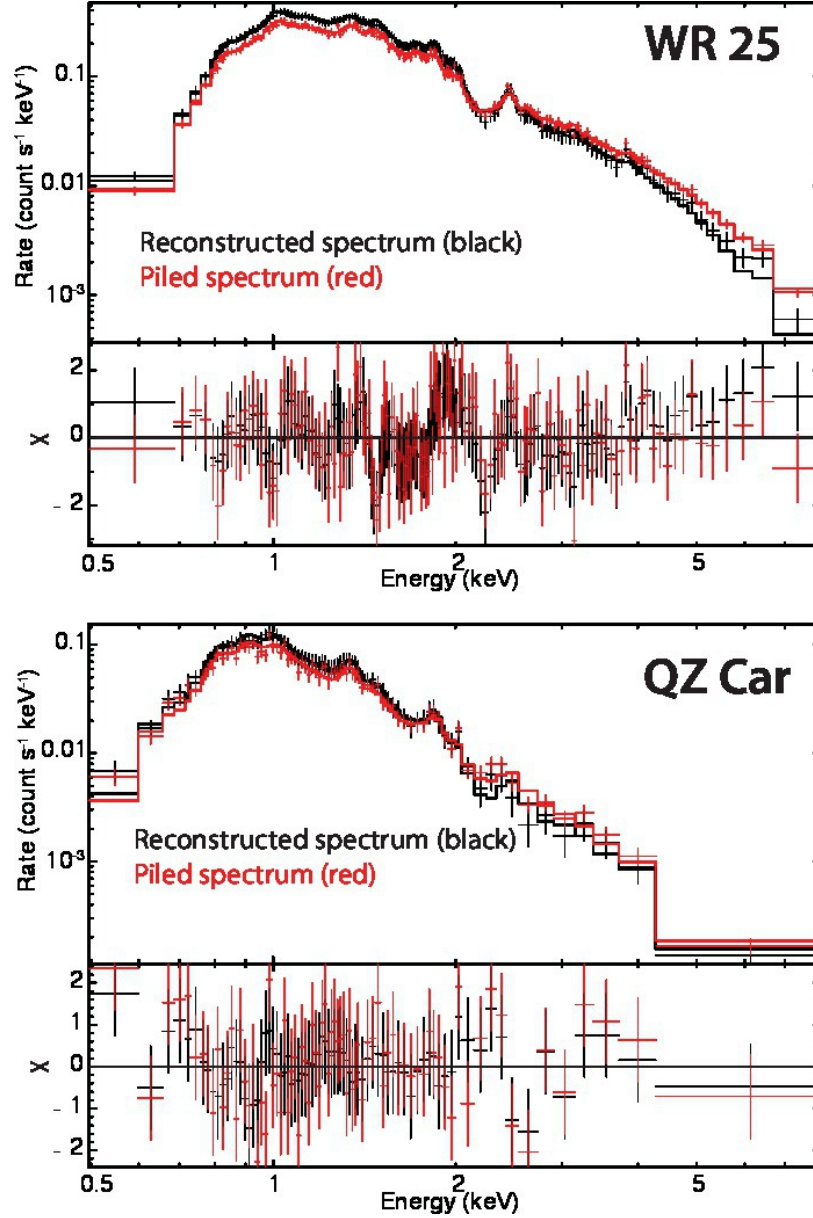 WR 25
0.1
0.01
10⁻³
Rate (count s⁻¹ keV⁻¹)
Reconstructed spectrum (black)
Piled spectrum (red)
2
0
- 2
χ
0.5
1
2
5
Energy (keV)
QZ Car
0.1
0.01
10⁻³
Rate (count s⁻¹ keV⁻¹)
Reconstructed spectrum (black)
Piled spectrum (red)
2
1
0
- 1
- 2
χ
0.5
1
2
5
Energy (keV)